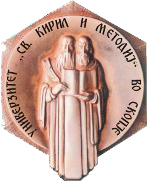 УНИВЕРЗИТЕТ „СВ. КИРИЛ И МЕТОДИЈ“ ВО СКОПЈЕ